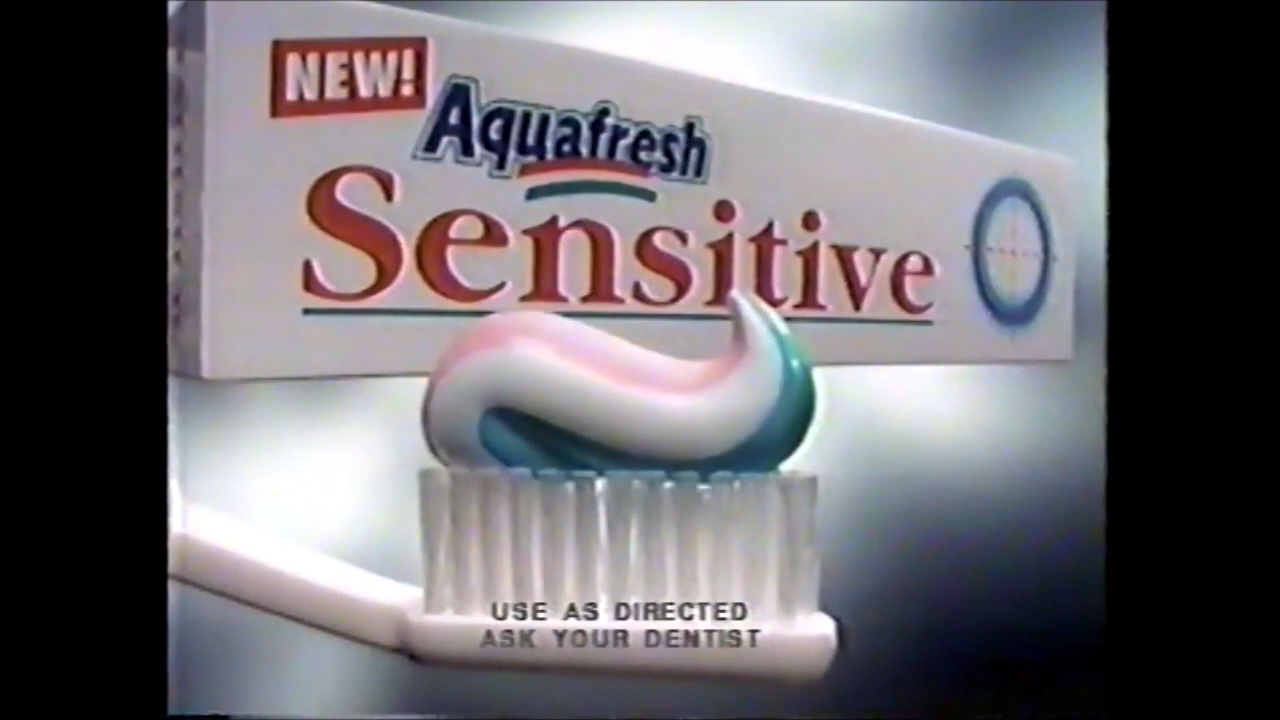 NEW!
Aquafresh
Sensitive
USE AS DIRECTED
ASK YOUR DENTIST